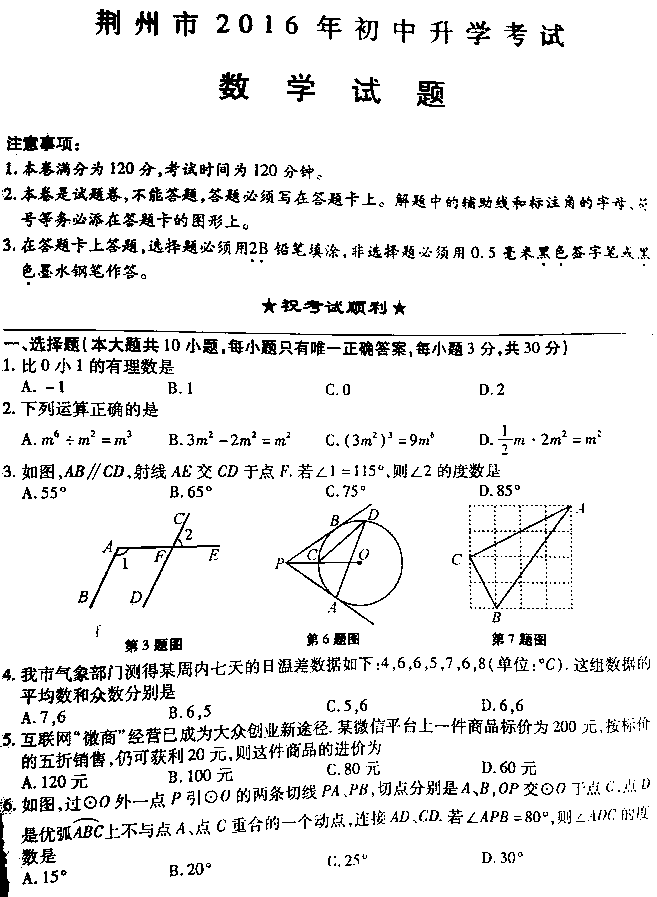 荆州市2016年初中升学考试
数学试题
注意事项:
1.本卷满分为120分,考试时间为120分钟。
2.本卷是试题卷,不能答题,答题必须写在答题卡上。解题中的辅助线和标注角的字母、
号等务必添在答题卡的图形上。
3.在答题卡上答题,选择题必须用2B铅笔填涂,非选择题必须用0.5毫米黑色签字笔或黑
色墨水钢笔作答。
★祝考试顺利★
一、选择题(本大题共10小题,每小题只有唯一正确答案,每小题3分,共30分)
1.比0小1的有理数是
A. -1 B.1 C.0 D.2
2.下列运算正确的是
A. m⁶÷m²=m³ B.3m²-2m²=m² C.(3m²)³=9m⁶ D. 1/2 m·2m²=m²
3.如图,AB∥CD,射线AE交CD于点F.若∠1=115°,则∠2的度数是
A.55° B.65° C.75° D.85°
C 2 A F E 1 B D
B D P C O A
A C B
第3题图 第6题图 第7题图
4.我市气象部门测得某周内七天的日温差数据如下:4,6,6,5,7,6,8(单位:°C).这组数据的
平均数和众数分别是
A.7,6 B.6,5 C.5,6 D.6,6
5.互联网“微商”经营已成为大众创业新途径.某微信平台上一件商品标价为200元,按标价
的五折销售,仍可获利20元,则这件商品的进价为
A.120元 B.100元 C.80元 D.60元
6.如图,过⊙O外一点P引⊙O的两条切线PA、PB,切点分别是A、B,OP交⊙O于点C,点D
是优弧ABC上不与点A、点C重合的一个动点,连接AD、CD.若∠APB=80°,则∠ADC的度
数是
A.15° B.20° C.25° D.30°